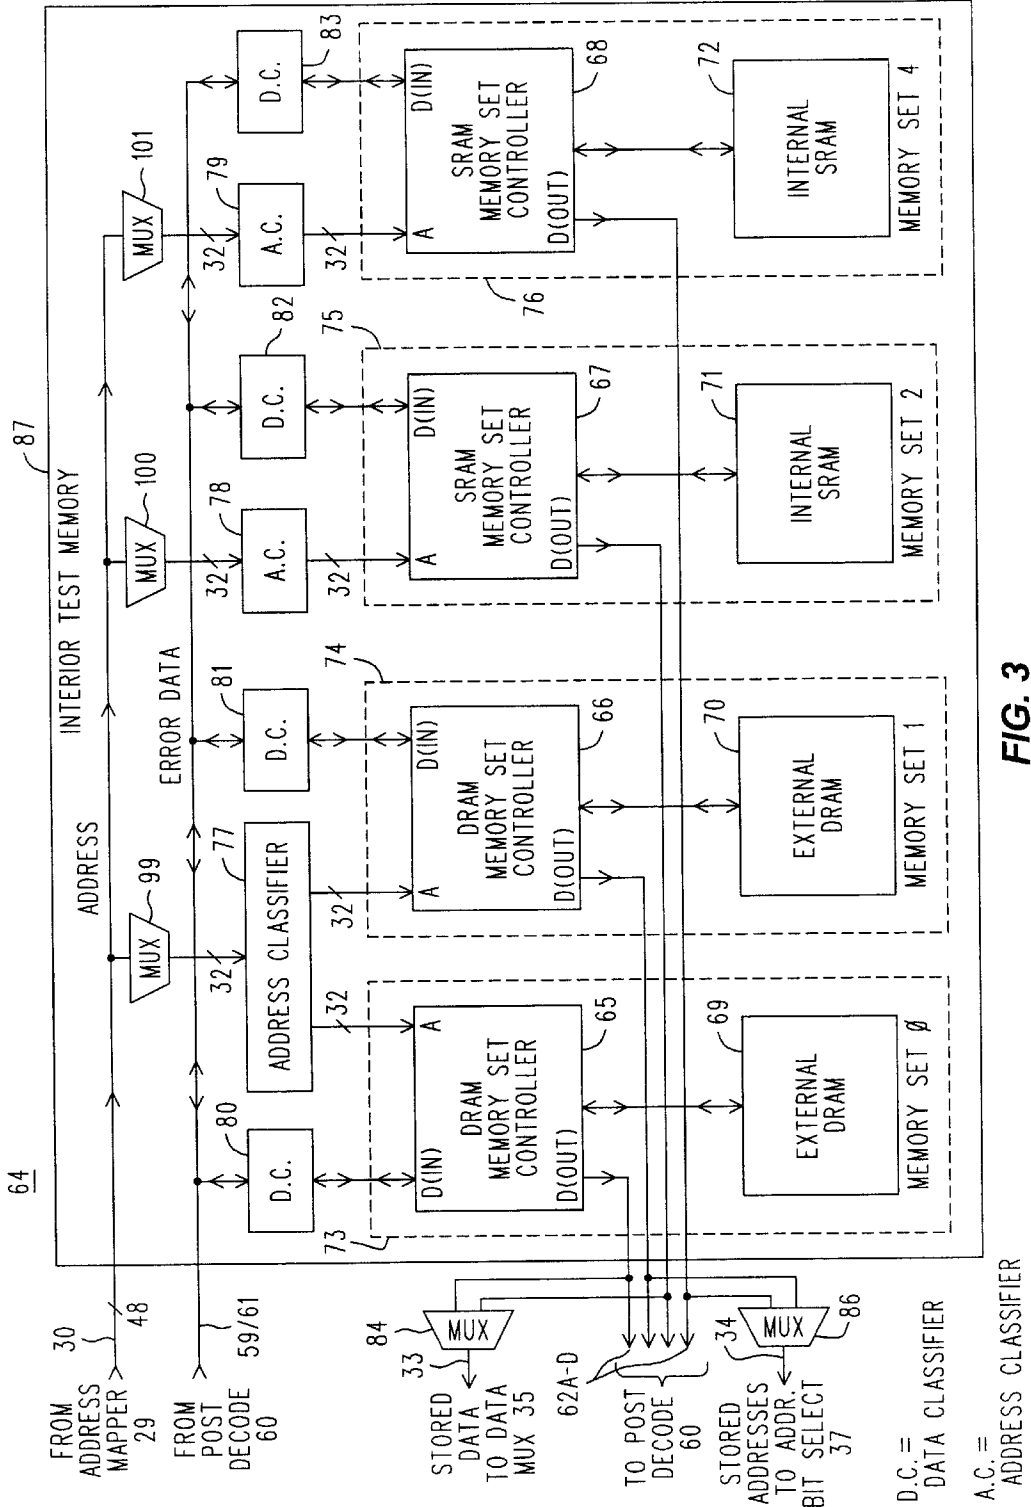 64
87
INTERIOR TEST MEMORY
FROM
ADDRESS
MAPPER
29
30
48
ADDRESS
FROM
POST
DECODE
60
59/61
ERROR DATA
MUX
99
MUX
100
MUX
101
32
32
32
D.C.
80
ADDRESS CLASSIFIER
77
D.C.
81
A.C.
78
D.C.
82
A.C.
79
D.C.
83
32
32
32
32
73
74
75
76
D(IN)
A
DRAM
MEMORY SET
CONTROLLER
D(OUT)
65
A
D(IN)
DRAM
MEMORY SET
CONTROLLER
D(OUT)
66
A
D(IN)
SRAM
MEMORY SET
CONTROLLER
D(OUT)
67
A
D(IN)
SRAM
MEMORY SET
CONTROLLER
D(OUT)
68
EXTERNAL
DRAM
69
MEMORY SET Ø
EXTERNAL
DRAM
70
MEMORY SET 1
INTERNAL
SRAM
71
MEMORY SET 2
INTERNAL
SRAM
72
MEMORY SET 4
84
MUX
33
STORED
DATA
TO DATA
MUX 35
62A-D
TO POST
DECODE
60
34
MUX
86
STORED
ADDRESSES
TO ADDR.
BIT SELECT
37
D.C. =
DATA CLASSIFIER
A.C. =
ADDRESS CLASSIFIER
FIG. 3